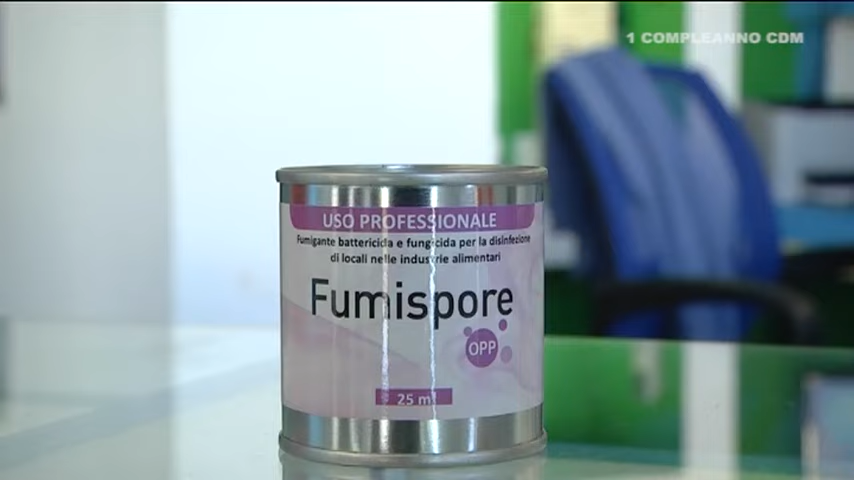 1 COMPLEANNO CDM
USO PROFESSIONALE
Fumigante battericida e fungicida per la disinfezione
di locali nelle industrie alimentari
Fumispore
OPP
25 ml